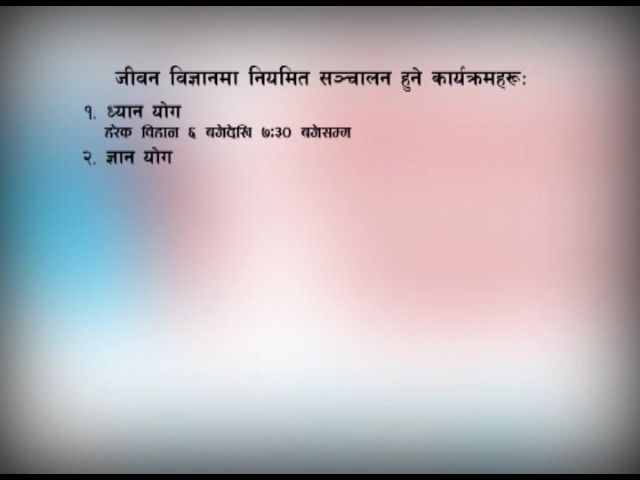 जीवन विज्ञानमा नियमित सञ्चालन हुने कार्यक्रमहरू:
१. ध्यान योग
हरेक विहान ६ बजेदेखि ७:३० बजेसम्म
२. ज्ञान योग